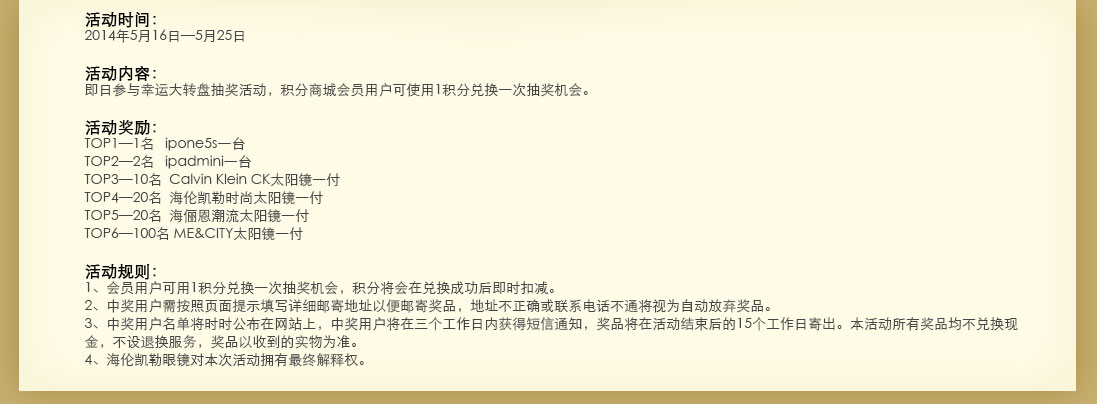 活动时间：
2014年5月16日—5月25日
活动内容：
即日参与幸运大转盘抽奖活动，积分商城会员用户可使用1积分兑换一次抽奖机会。
活动奖励：
TOP1—1名 ipone5s一台
TOP2—2名 ipadmini一台
TOP3—10名 Calvin Klein CK太阳镜一付
TOP4—20名 海伦凯勒时尚太阳镜一付
TOP5—20名 海俪恩潮流太阳镜一付
TOP6—100名 ME&CITY太阳镜一付
活动规则：
1、会员用户可用1积分兑换一次抽奖机会，积分将会在兑换成功后即时扣减。
2、中奖用户需按照页面提示填写详细邮寄地址以便邮寄奖品，地址不正确或联系电话不通将视为自动放弃奖品。
3、中奖用户名单将时时公布在网站上，中奖用户将在三个工作日内获得短信通知，奖品将在活动结束后的15个工作日寄出。本活动所有奖品均不兑换现
金，不设退换服务，奖品以收到的实物为准。
4、海伦凯勒眼镜对本次活动拥有最终解释权。